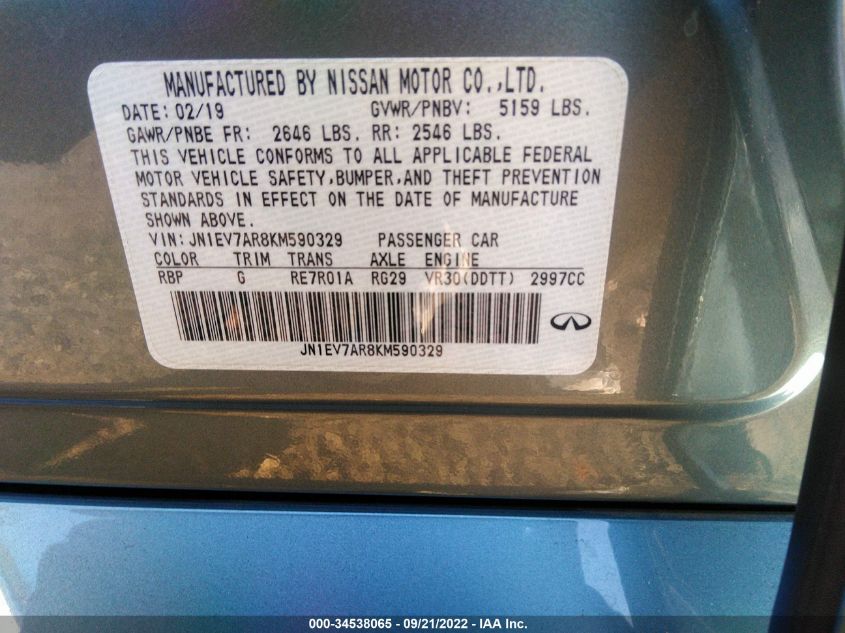 MANUFACTURED BY NISSAN MOTOR CO.,LTD.
DATE: 02/19 GVWR/PNBV: 5159 LBS.
GAWR/PNBE FR: 2646 LBS. RR: 2546 LBS.
THIS VEHICLE CONFORMS TO ALL APPLICABLE FEDERAL
MOTOR VEHICLE SAFETY,BUMPER,AND THEFT PREVENTION
STANDARDS IN EFFECT ON THE DATE OF MANUFACTURE
SHOWN ABOVE.
VIN: JN1EV7AR8KM590329 PASSENGER CAR
COLOR TRIM TRANS AXLE ENGINE
RBP G RE7R01A RG29 VR30(DDTT) 2997CC
JN1EV7AR8KM590329
000-34538065 - 09/21/2022 - IAA Inc.